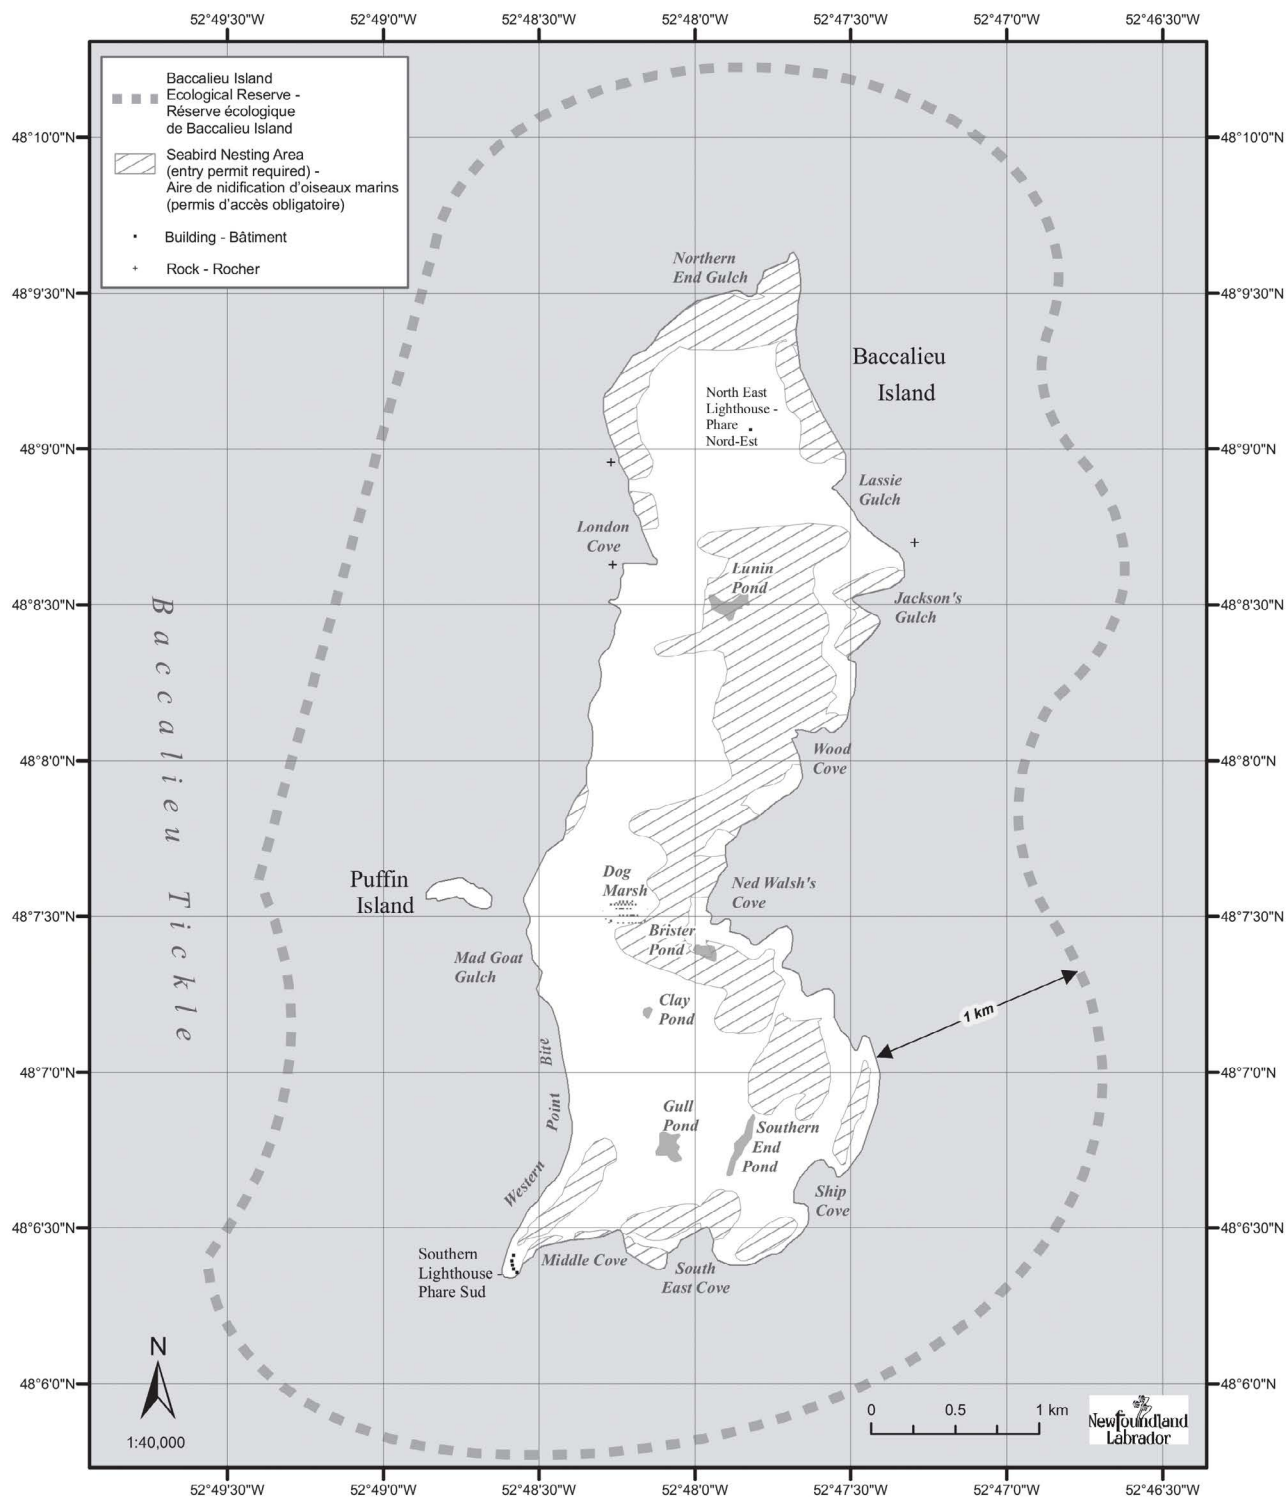 52°49'30"W
52°49'0"W
52°48'30"W
52°48'0"W
52°47'30"W
52°47'0"W
52°46'30"W
Baccalieu Island
Ecological Reserve -
Réserve écologique
de Baccalieu Island
Seabird Nesting Area
(entry permit required) -
Aire de nidification d'oiseaux marins
(permis d'accès obligatoire)
Building - Bâtiment
Rock - Rocher
48°10'0"N
48°10'0"N
48°9'30"N
48°9'30"N
48°9'0"N
48°9'0"N
48°8'30"N
48°8'30"N
48°8'0"N
48°8'0"N
48°7'30"N
48°7'30"N
48°7'0"N
48°7'0"N
48°6'30"N
48°6'30"N
48°6'0"N
48°6'0"N
Northern
End Gulch
Baccalieu
Island
North East
Lighthouse -
Phare
Nord-Est
Lassie
Gulch
London
Cove
Lunin
Pond
Jackson's
Gulch
Baccalieu Tickle
Wood
Cove
Puffin
Island
Dog
Marsh
Ned Walsh's
Cove
Brister
Pond
Mad Goat
Gulch
Clay
Pond
1 km
Western Point Bite
Gull
Pond
Southern
End
Pond
Ship
Cove
Southern
Lighthouse -
Phare Sud
Middle Cove
South
East Cove
N
1:40,000
0 0.5 1 km
Newfoundland
Labrador
52°49'30"W
52°49'0"W
52°48'30"W
52°48'0"W
52°47'30"W
52°47'0"W
52°46'30"W